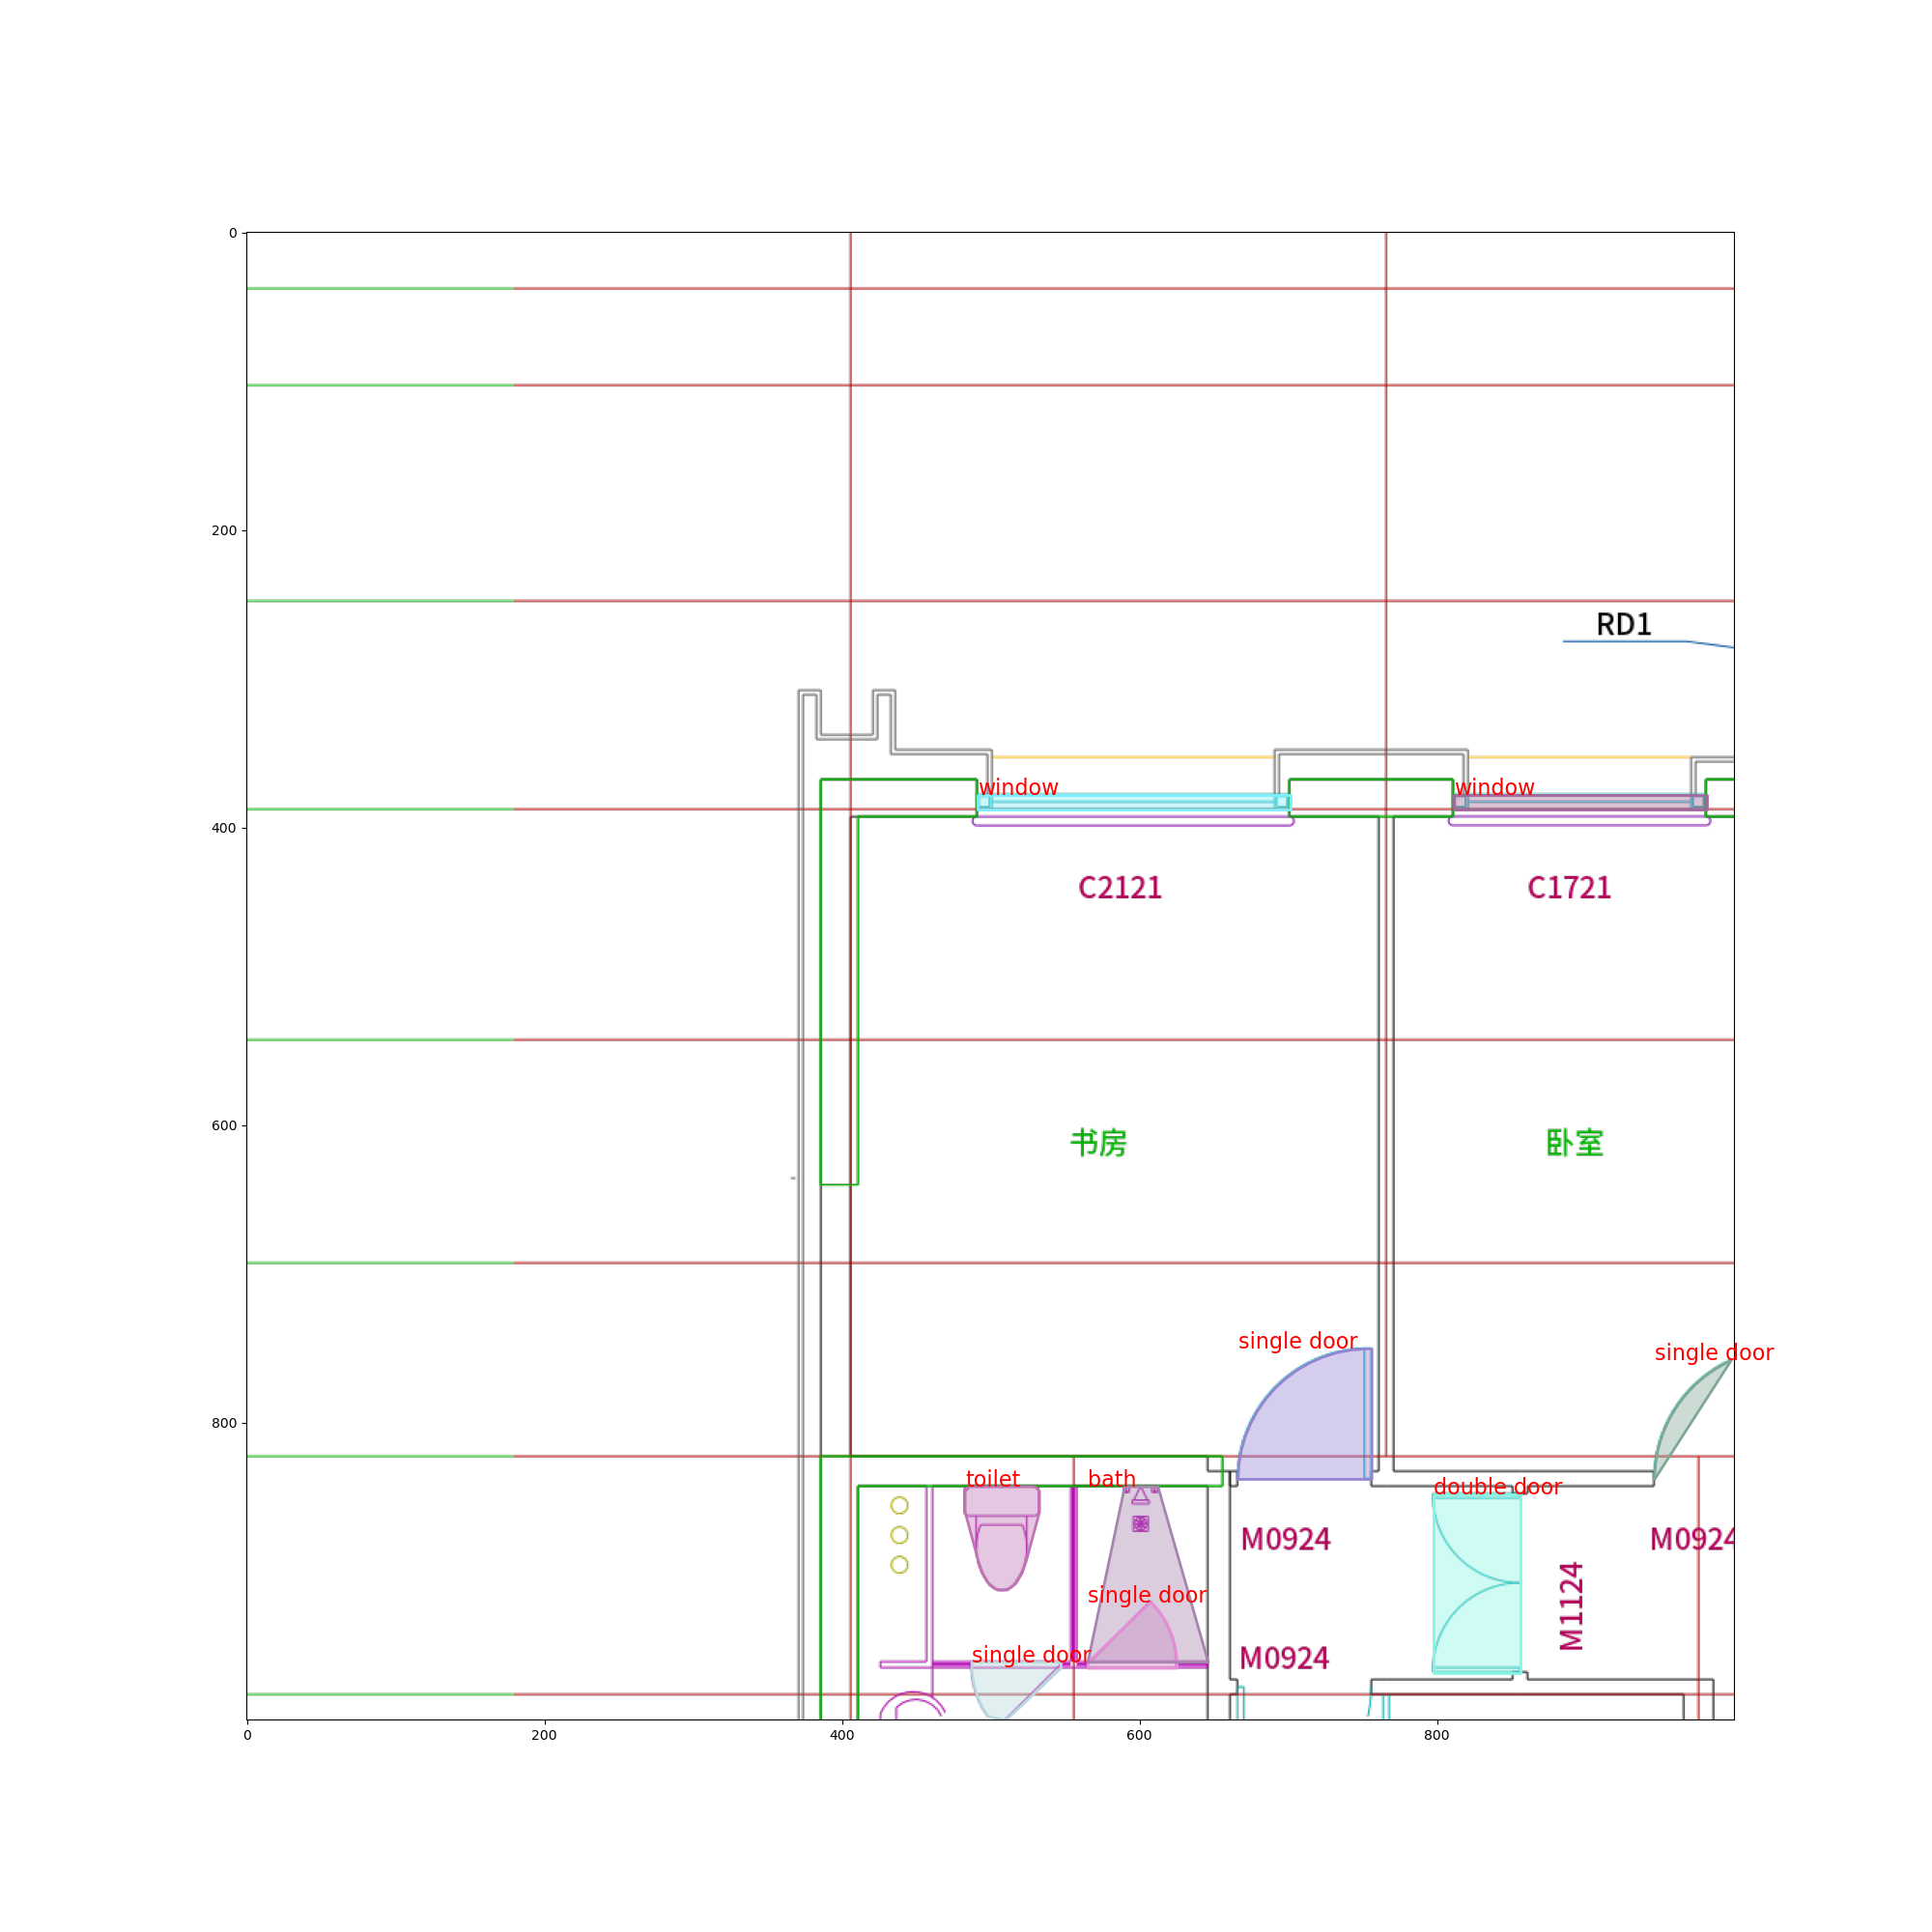 0
200
RD1
window
window
400
C2121
C1721
600
书房
卧室
single door
single door
800
toilet
bath
double door
M0924
M0924
single door
M1124
single door
M0924
0
200
400
600
800